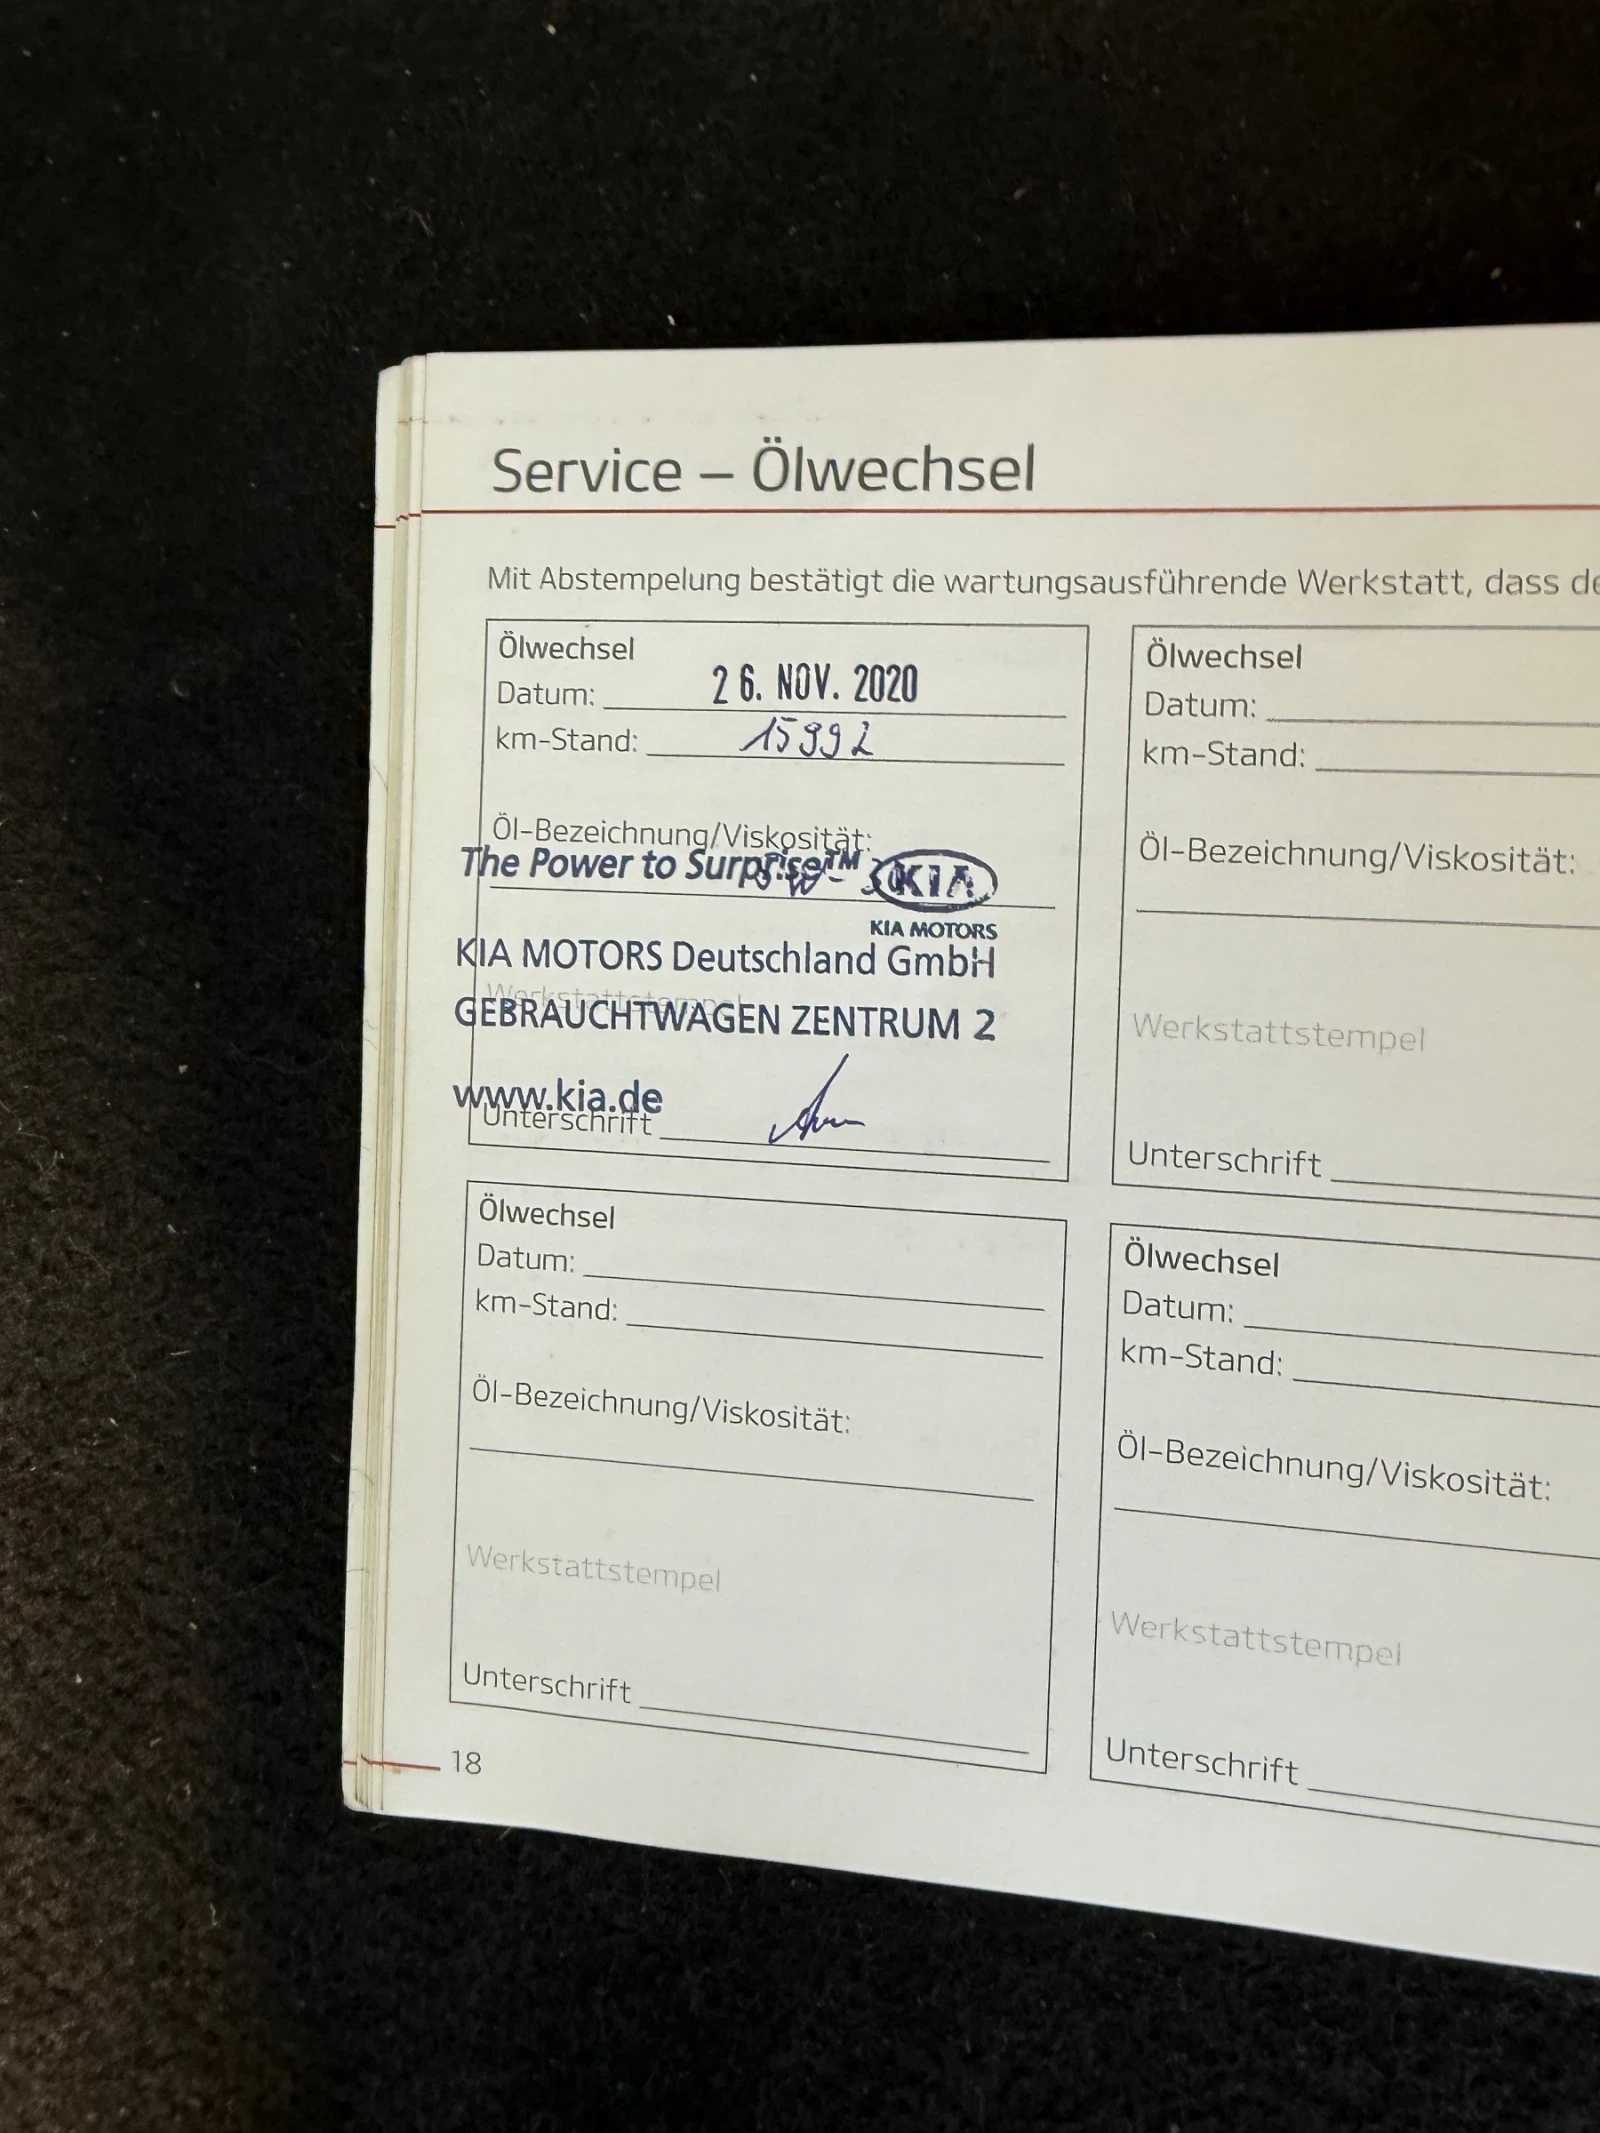 Service – Ölwechsel
Mit Abstempelung bestätigt die wartungsausführende Werkstatt, dass
Ölwechsel
Datum: 26. NOV. 2020
km-Stand: 15992
Öl-Bezeichnung/Viskosität:
The Power to Surprise™ KIA
KIA MOTORS
KIA MOTORS Deutschland GmbH
Werkstattstempel
GEBRAUCHTWAGEN ZENTRUM 2
www.kia.de
Unterschrift
Ölwechsel
Datum:
km-Stand:
Öl-Bezeichnung/Viskosität:
Werkstattstempel
Unterschrift
Ölwechsel
Datum:
km-Stand:
Öl-Bezeichnung/Viskosität:
Werkstattstempel
Unterschrift
Ölwechsel
Datum:
km-Stand:
Öl-Bezeichnung/Viskosität:
Werkstattstempel
Unterschrift
18